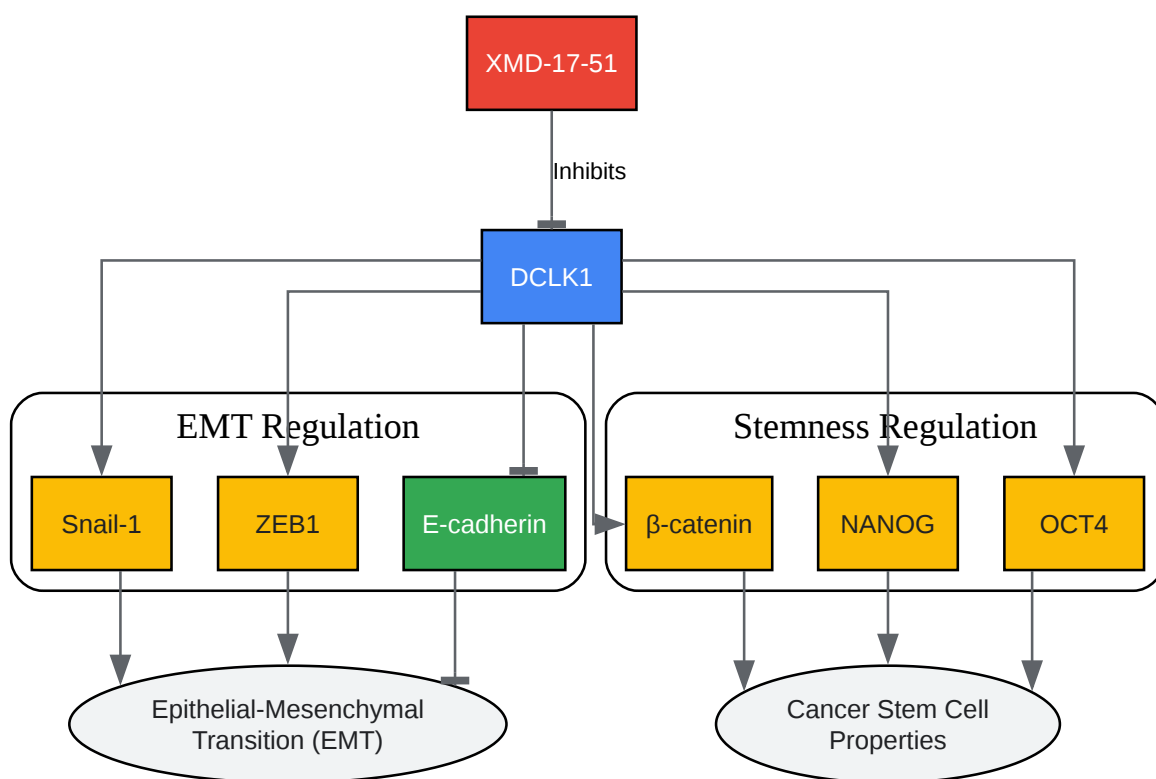 XMD-17-51
Inhibits
DCLK1
EMT Regulation
Stemness Regulation
Snail-1
ZEB1
E-cadherin
β-catenin
NANOG
OCT4
Epithelial-Mesenchymal
Transition (EMT)
Cancer Stem Cell
Properties